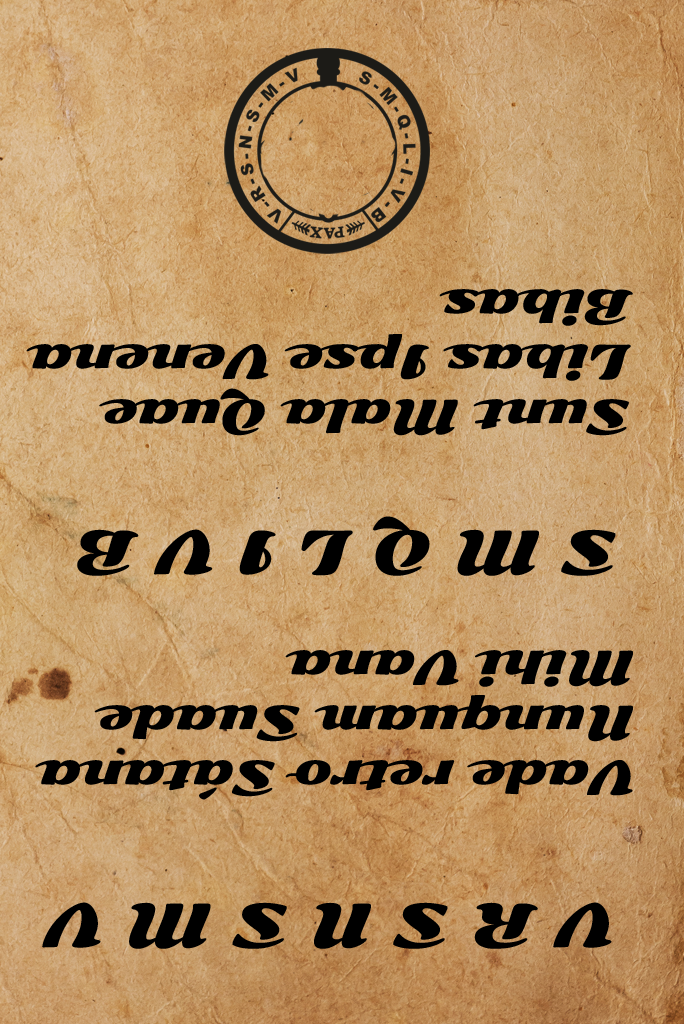 V R S N S M V
Vade retro Sátana
Nunquam Suade
Mihi Vana
S M Q L I V B
Sunt Mala Quae
Libas Ipse Venena
Bibas
V-R-S-N-S-M-V
S-M-Q-L-I-V-B
PAX